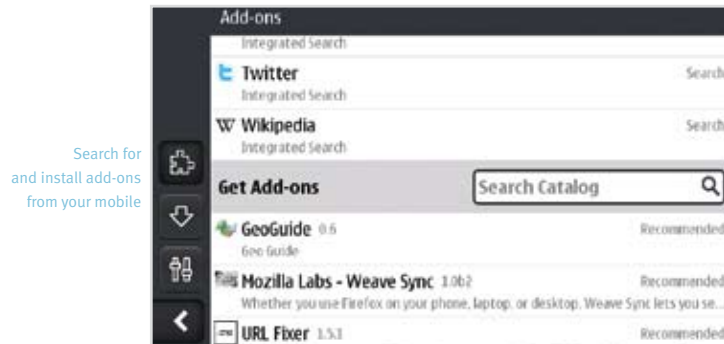 Search for
and install add-ons
from your mobile
Add-ons
Integrated Search
Twitter Search
Integrated Search
W Wikipedia Search
Integrated Search
Get Add-ons Search Catalog
GeoGuide 0.6 Recommended
Geo Guide
Mozilla Labs - Weave Sync 1.0b2 Recommended
Whether you use Firefox on your phone, laptop, or desktop, Weave Sync lets you se...
URL Fixer 1.5.1 Recommended